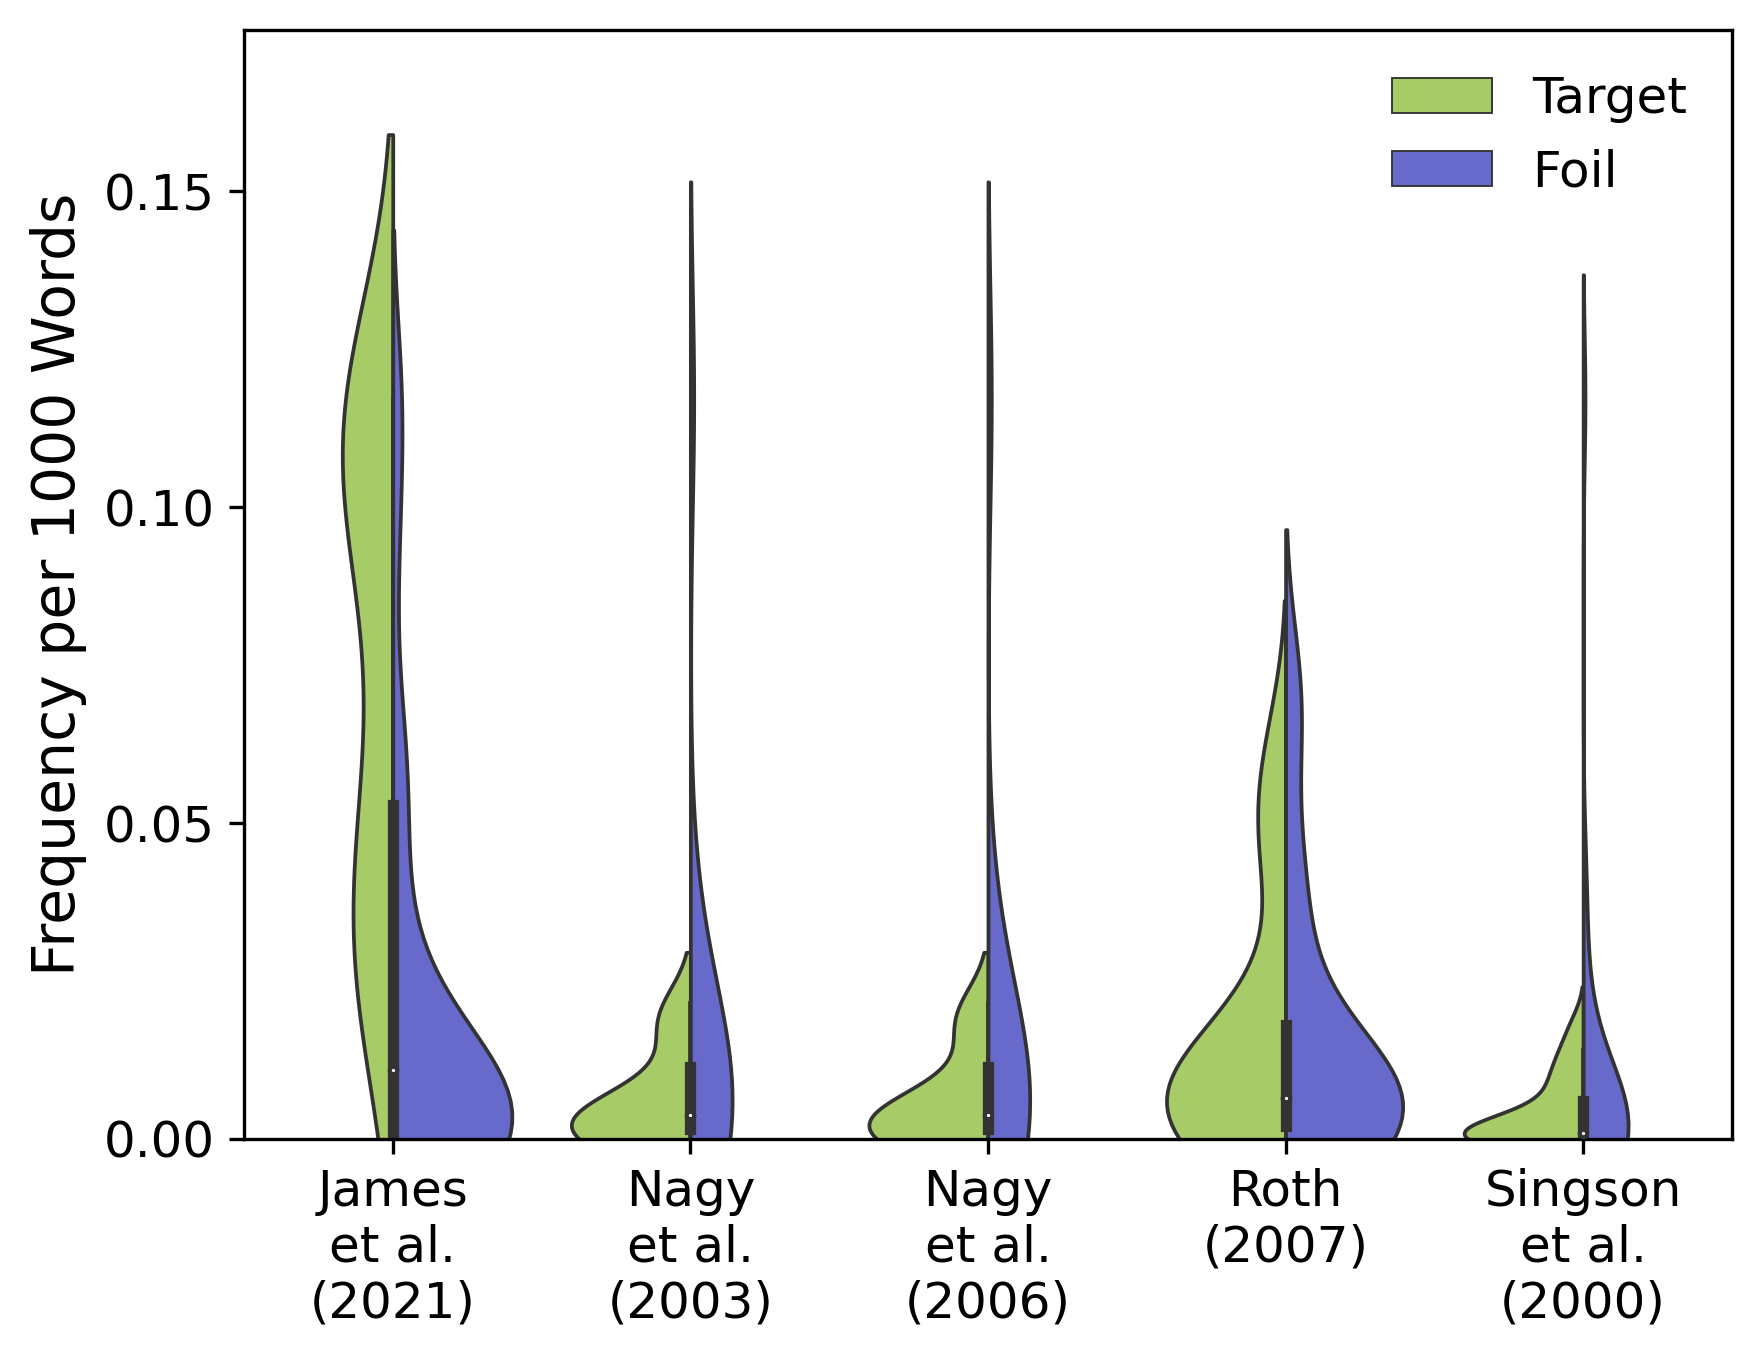 Target
Foil
Frequency per 1000 Words
0.15
0.10
0.05
0.00
James
et al.
(2021)
Nagy
et al.
(2003)
Nagy
et al.
(2006)
Roth
(2007)
Singson
et al.
(2000)